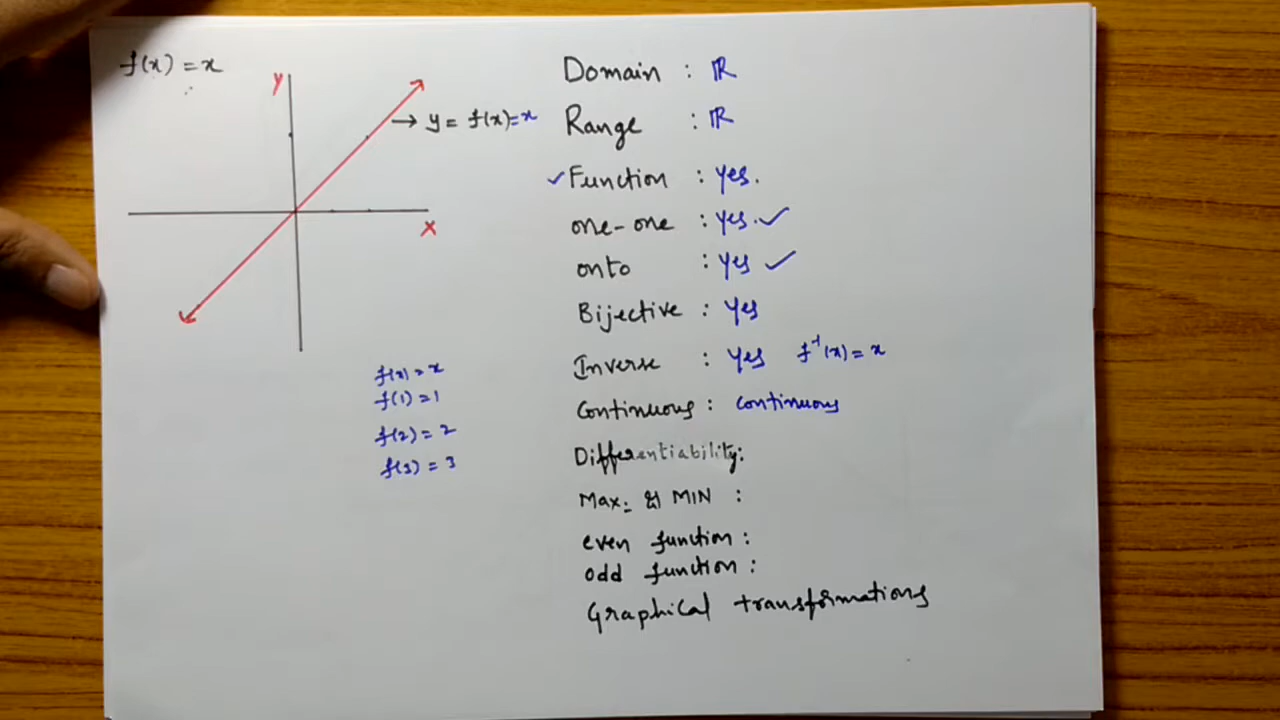 f(x) = x
y
→ y = f(x)=x
x
f(x) = x
f(1) = 1
f(2) = 2
f(3) = 3
Domain : ℝ
Range : ℝ
✓Function : Yes.
one-one : Yes. ✓
onto : Yes ✓
Bijective : Yes
Inverse : Yes f⁻¹(x) = x
Continuous : continuous
Differentiability:
Max. & MIN :
even function :
odd function :
Graphical transformations